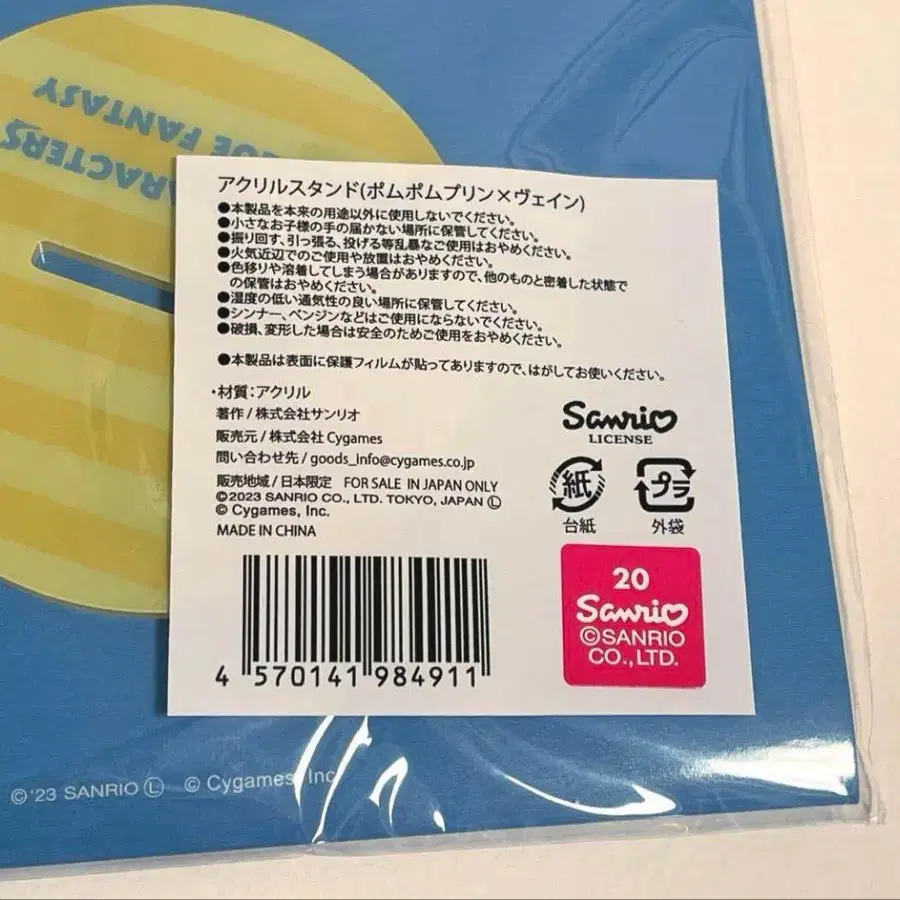 ARACTERS
UE FANTASY
アクリルスタンド(ポムポムプリン×ヴェイン)
●本製品を本来の用途以外に使用しないでください。
●小さなお子様の手の届かない場所に保管してください。
●振り回す、引っ張る、投げる等乱暴なご使用はおやめください。
●火気近辺でのご使用や放置はおやめください。
●色移りや溶着してしまう場合がありますので、他のものと密着した状態で
の保管はおやめください。
●湿度の低い通気性の良い場所に保管してください。
●シンナー、ベンジンなどはご使用にならないでください。
●破損、変形した場合は安全のためご使用をおやめください。
●本製品は表面に保護フィルムが貼ってありますので、はがしてお使いください。
・材質：アクリル
著作 / 株式会社サンリオ
販売元 / 株式会社 Cygames
問い合わせ先 / goods_info@cygames.co.jp
販売地域 / 日本限定 FOR SALE IN JAPAN ONLY
©2023 SANRIO CO., LTD. TOKYO, JAPAN Ⓛ
© Cygames, Inc.
MADE IN CHINA
Sanrio
LICENSE
紙
台紙
プラ
外袋
4 570141 984911
20
Sanrio
©SANRIO
CO.,LTD.
©'23 SANRIO Ⓛ © Cygames, Inc.